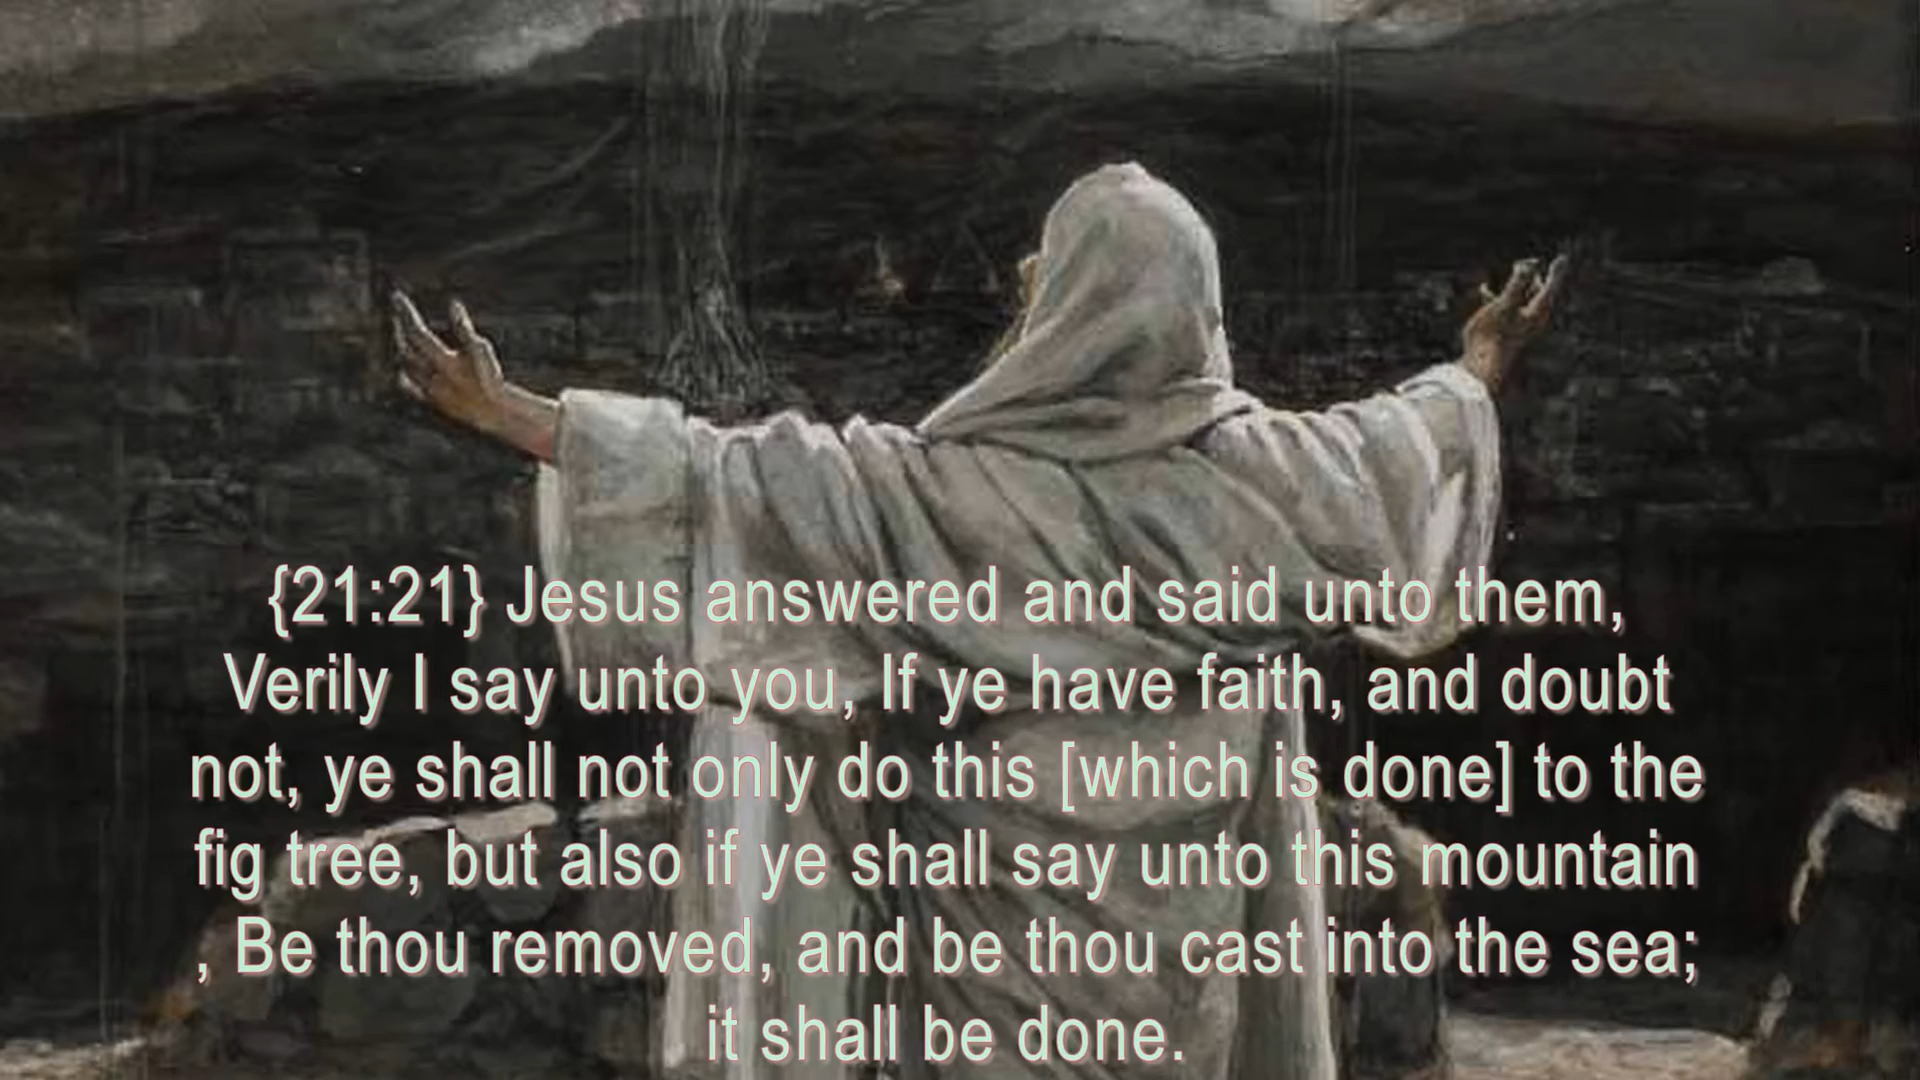 {21:21} Jesus answered and said unto them,
Verily I say unto you, If ye have faith, and doubt
not, ye shall not only do this [which is done] to the
fig tree, but also if ye shall say unto this mountain
, Be thou removed, and be thou cast into the sea;
it shall be done.